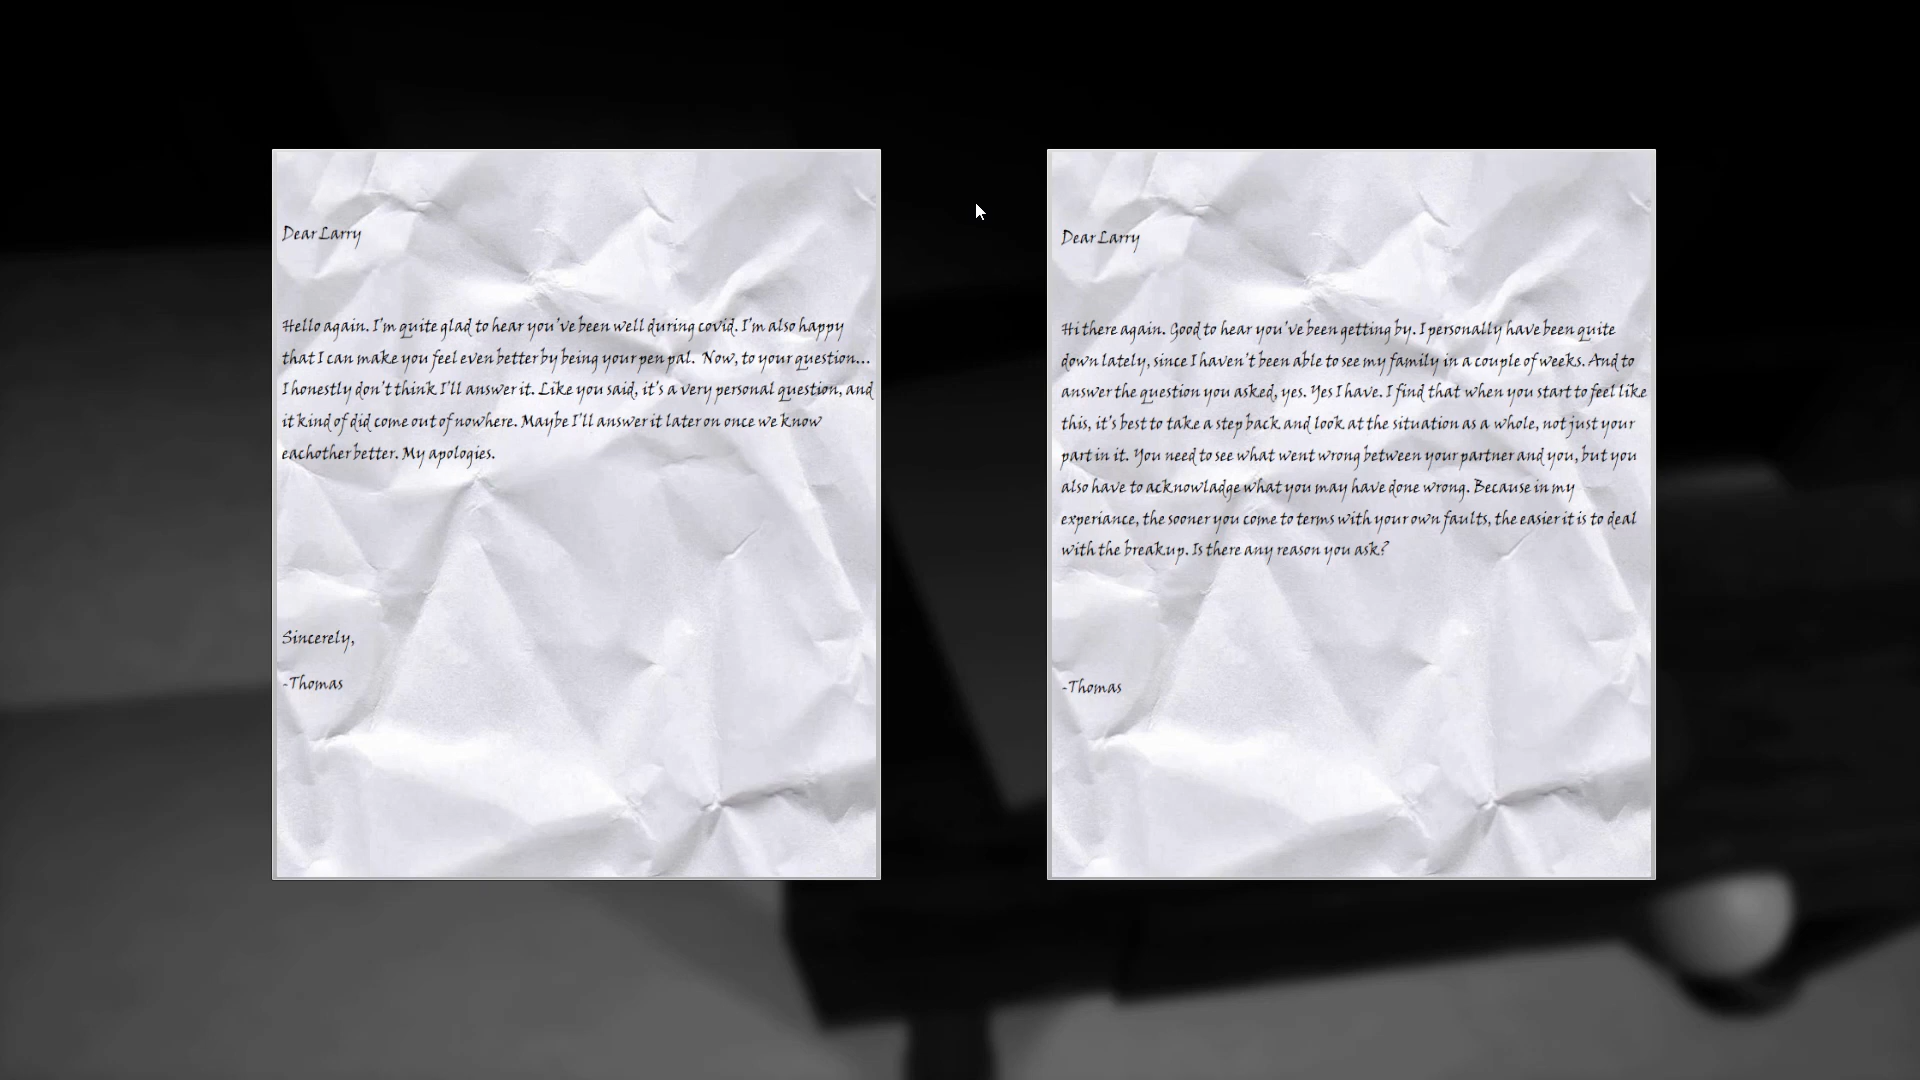 Dear Larry
Hello again. I'm quite glad to hear you've been well during covid. I'm also happy
that I can make you feel even better by being your pen pal. Now, to your question...
I honestly don't think I'll answer it. Like you said, it's a very personal question, and
it kind of did come out of nowhere. Maybe I'll answer it later on once we know
eachother better. My apologies.
Sincerely,
-Thomas
Dear Larry
Hi there again. Good to hear you've been getting by. I personally have been quite
down lately, since I haven't been able to see my family in a couple of weeks. And to
answer the question you asked, yes. Yes I have. I find that when you start to feel like
this, it's best to take a step back and look at the situation as a whole, not just your
part in it. You need to see what went wrong between your partner and you, but you
also have to acknowladge what you may have done wrong. Because in my
experiance, the sooner you come to terms with your own faults, the easier it is to deal
with the breakup. Is there any reason you ask?
-Thomas